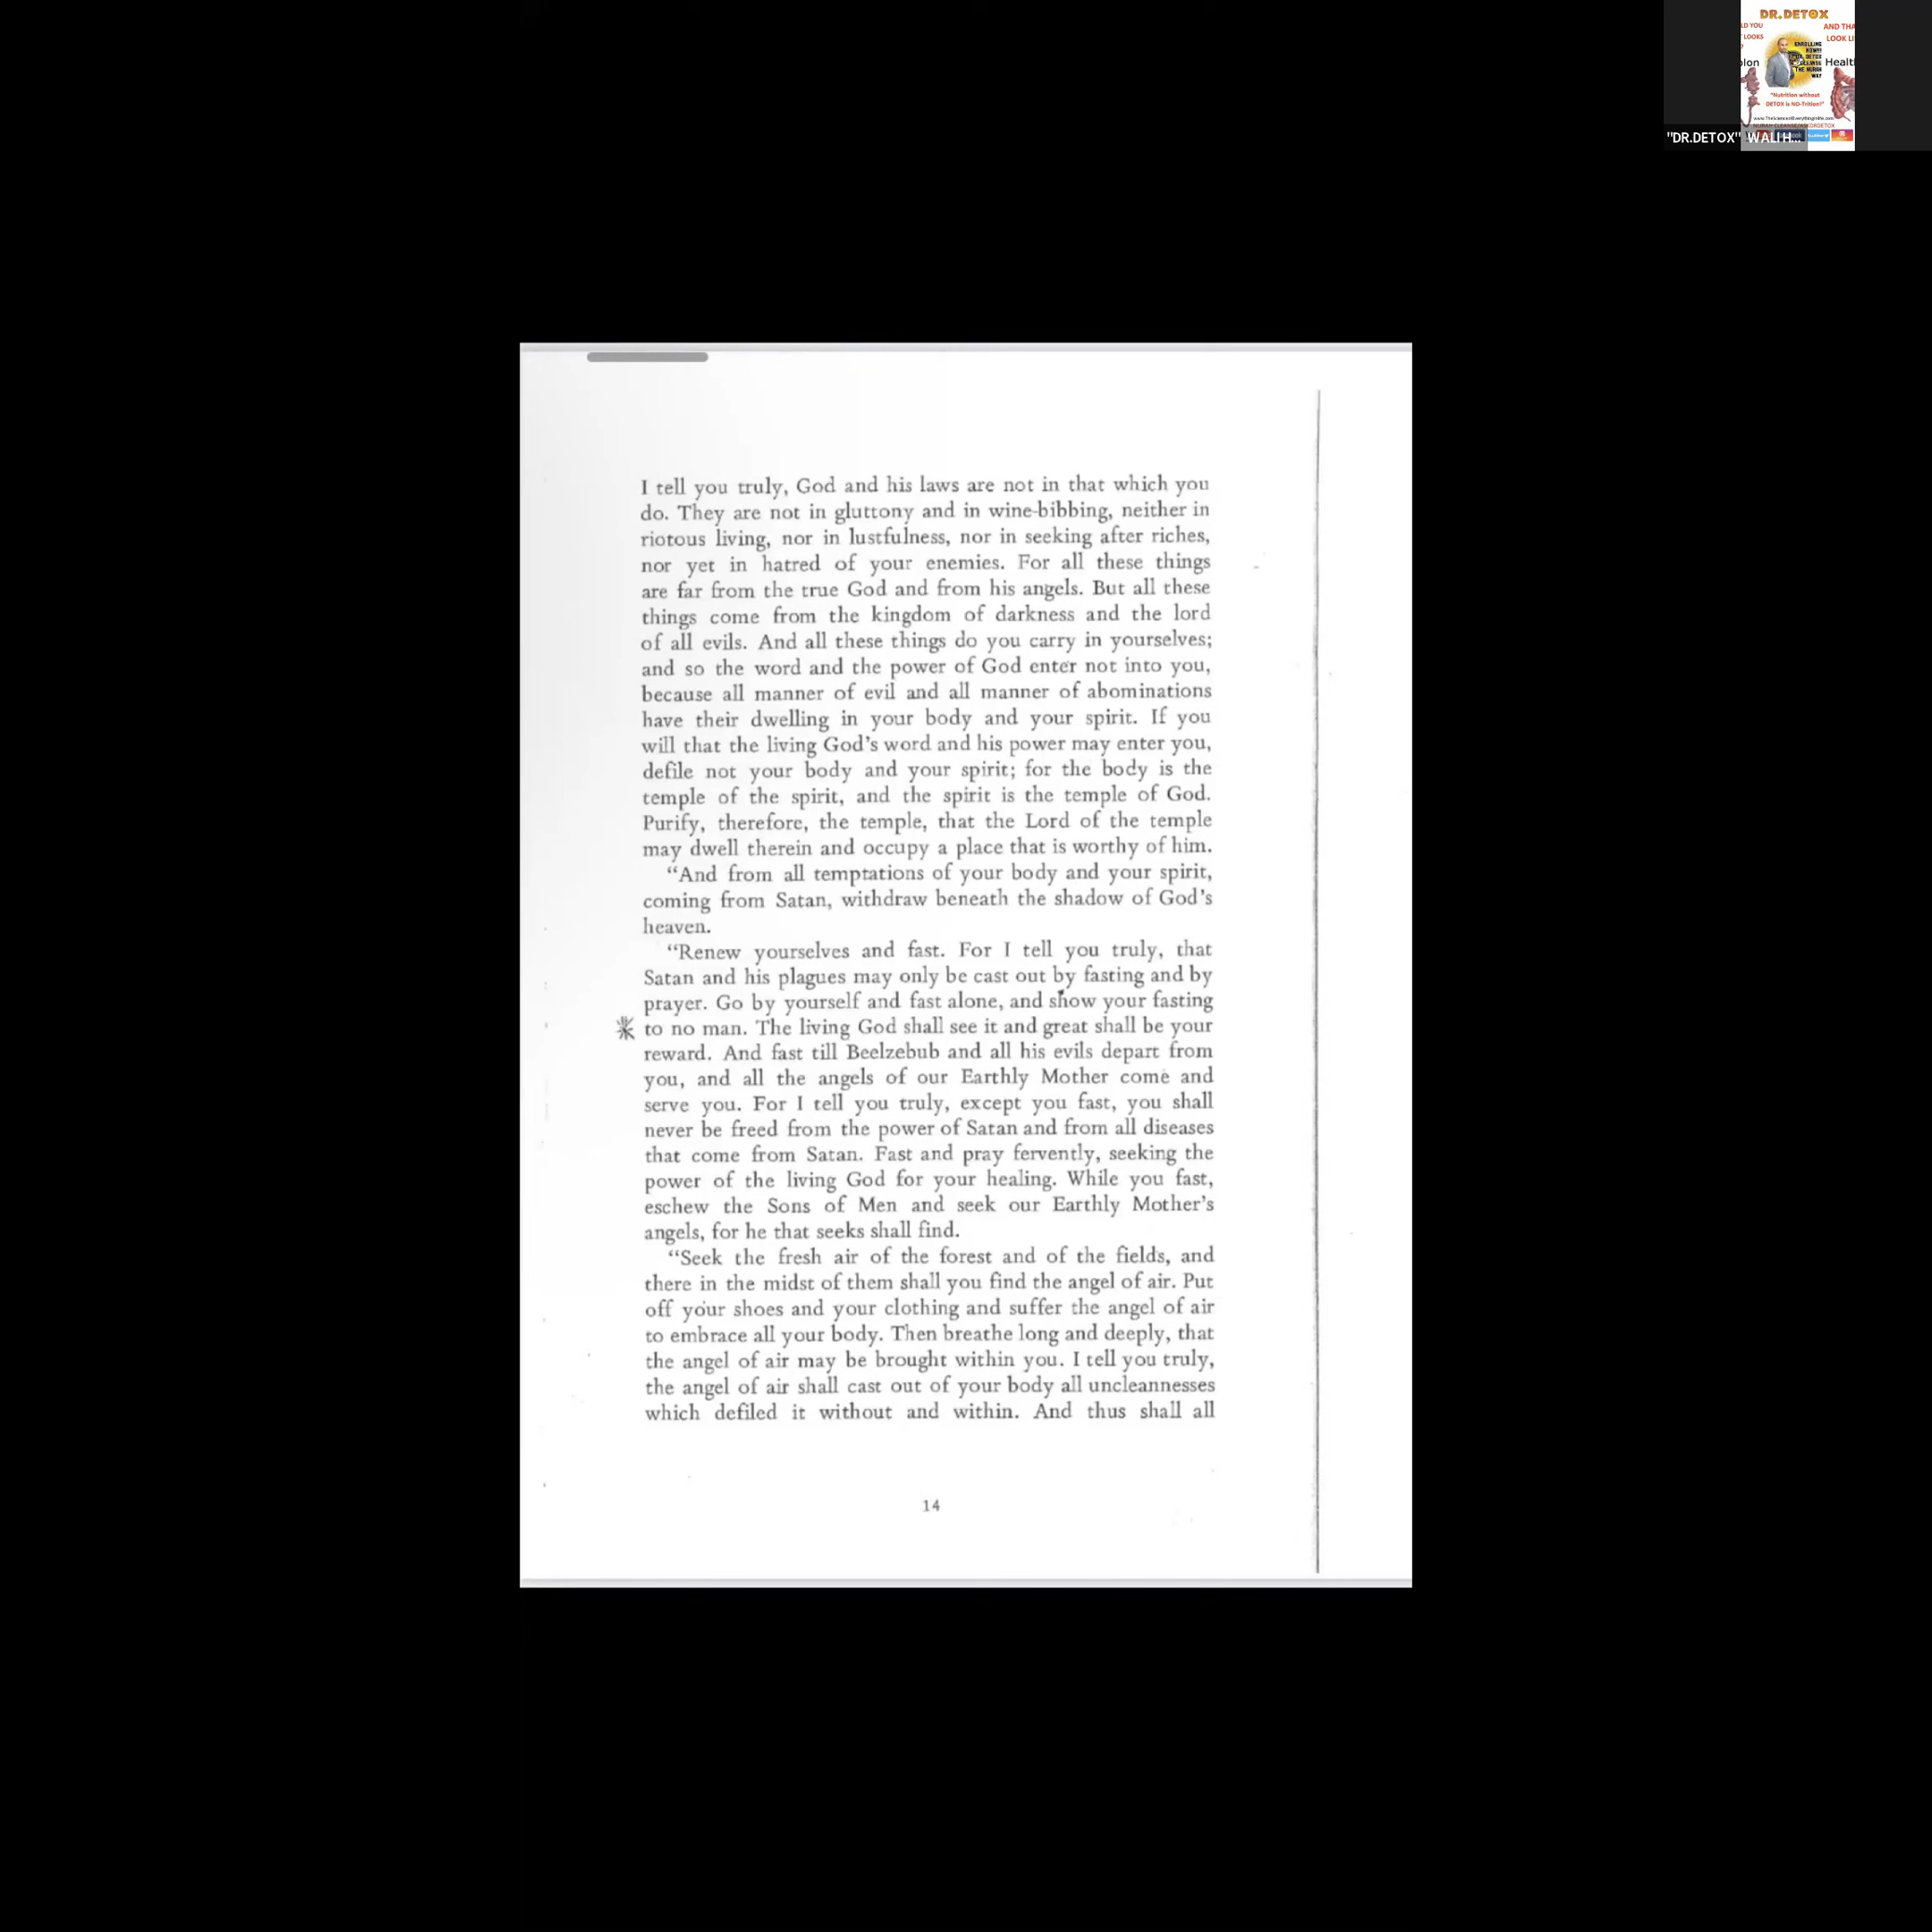 DR.DETOX
LD YOU
AND THA
LOOKS
LOOK LI
?
ENROLLING
THE NURAH
WAY
lon
Healt
"Nutrition without
DETOX is NO-Trition!"
"DR.DETOX" WALI H...
I tell you truly, God and his laws are not in that which you
do. They are not in gluttony and in wine-bibbing, neither in
riotous living, nor in lustfulness, nor in seeking after riches,
nor yet in hatred of your enemies. For all these things
are far from the true God and from his angels. But all these
things come from the kingdom of darkness and the lord
of all evils. And all these things do you carry in yourselves;
and so the word and the power of God enter not into you,
because all manner of evil and all manner of abominations
have their dwelling in your body and your spirit. If you
will that the living God's word and his power may enter you,
defile not your body and your spirit; for the body is the
temple of the spirit, and the spirit is the temple of God.
Purify, therefore, the temple, that the Lord of the temple
may dwell therein and occupy a place that is worthy of him.
“And from all temptations of your body and your spirit,
coming from Satan, withdraw beneath the shadow of God's
heaven.
“Renew yourselves and fast. For I tell you truly, that
Satan and his plagues may only be cast out by fasting and by
prayer. Go by yourself and fast alone, and show your fasting
to no man. The living God shall see it and great shall be your
reward. And fast till Beelzebub and all his evils depart from
you, and all the angels of our Earthly Mother come and
serve you. For I tell you truly, except you fast, you shall
never be freed from the power of Satan and from all diseases
that come from Satan. Fast and pray fervently, seeking the
power of the living God for your healing. While you fast,
eschew the Sons of Men and seek our Earthly Mother's
angels, for he that seeks shall find.
“Seek the fresh air of the forest and of the fields, and
there in the midst of them shall you find the angel of air. Put
off your shoes and your clothing and suffer the angel of air
to embrace all your body. Then breathe long and deeply, that
the angel of air may be brought within you. I tell you truly,
the angel of air shall cast out of your body all uncleannesses
which defiled it without and within. And thus shall all
14